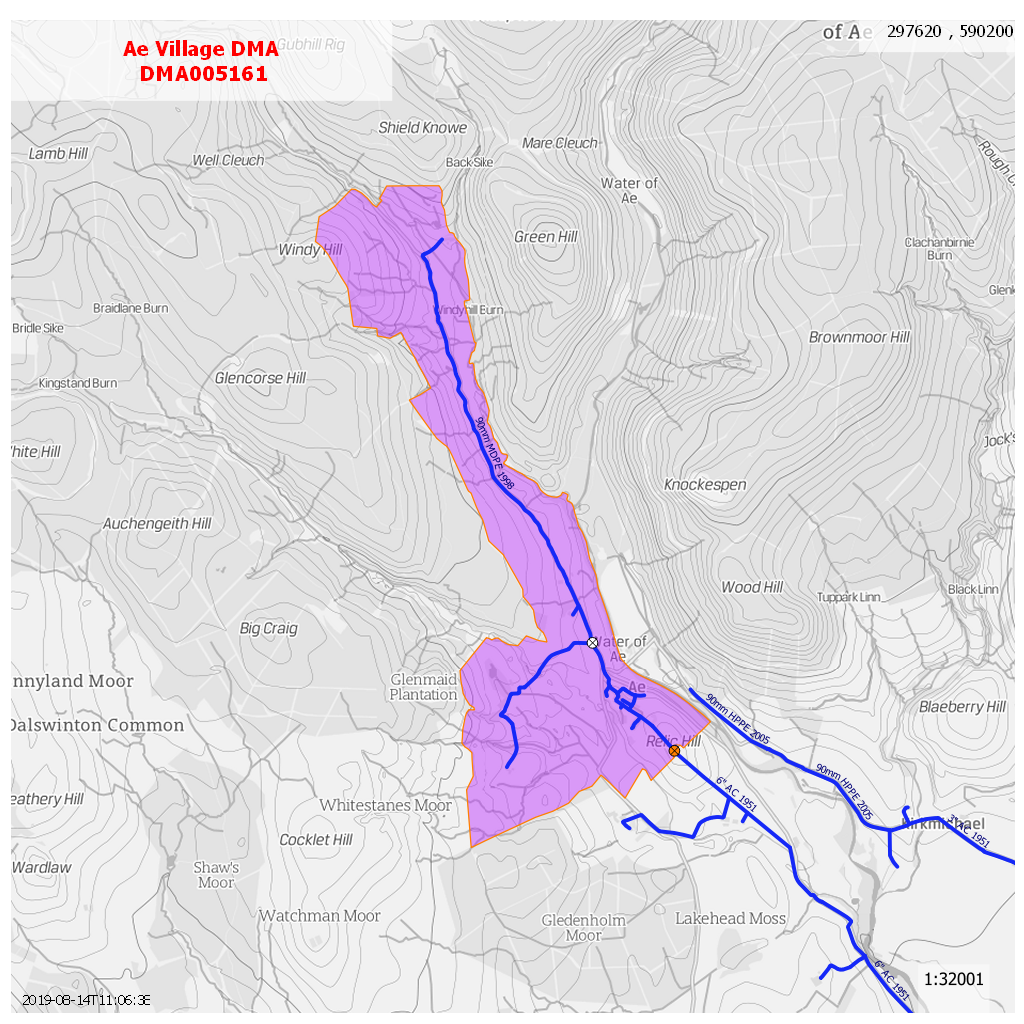 Gubhill Rig
Ae Village DMA
DMA005161
of Ae
297620 , 590200
Shield Knowe
Lamb Hill
Well Cleuch
Back Sike
Mare Cleuch
Water of
Ae
Windy Hill
Green Hill
Clachanbirnie
Burn
Braidlane Burn
Windyhill Burn
Bridle Sike
Brownmoor Hill
Kingstand Burn
Glencorse Hill
90mm MDPE 1998
Knockespen
Auchengeith Hill
Wood Hill
Tuppark Linn
Black Linn
Big Craig
Water of
Ae
Glenmaid
Plantation
Ae
nnyland Moor
Dalswinton Common
90mm HPPE 2005
Blaeberry Hill
Relic Hill
90mm HPPE 2005
6" AC 1951
eathery Hill
Whitestanes Moor
Kirkmichael
3" AC 1951
Cocklet Hill
Wardlaw
Shaw's
Moor
Watchman Moor
Gledenholm
Moor
Lakehead Moss
6" AC 1951
1:32001
2019-08-14T11:06:3E